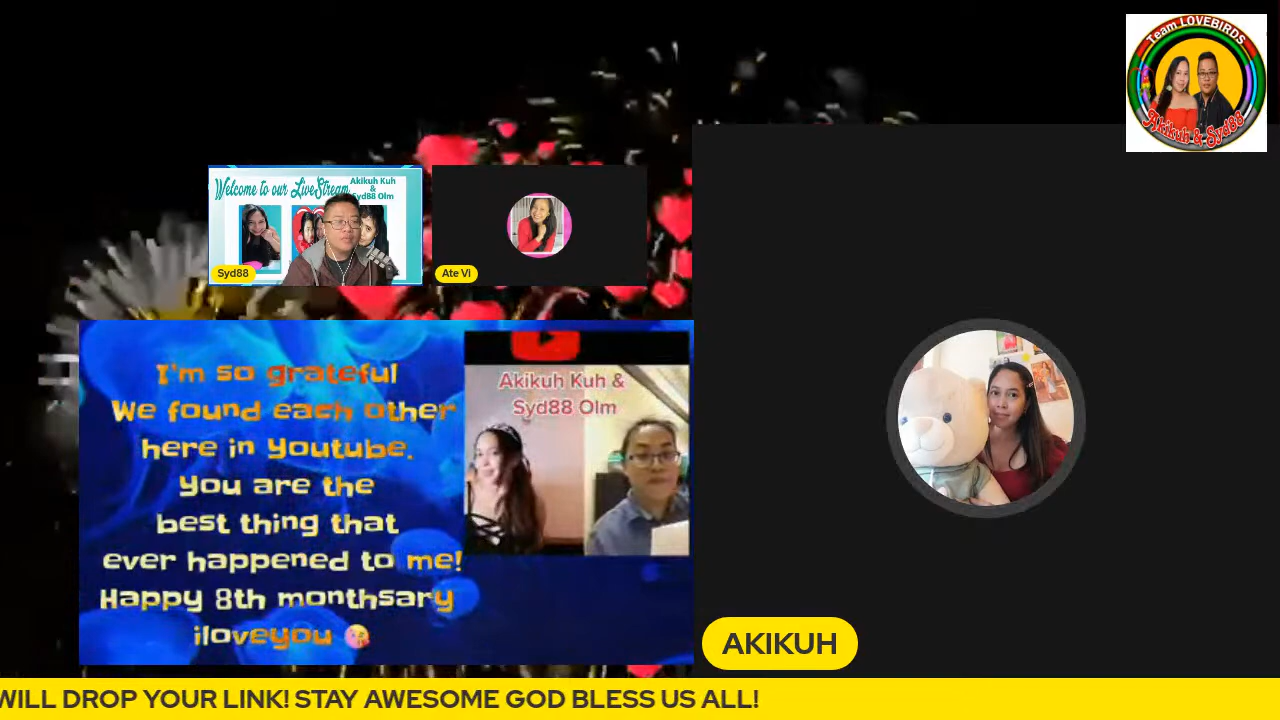 Team LOVEBIRDS
Akikuh & Syd88
Welcome to our LiveStream
Akikuh Kuh
&
Syd88 Olm
Syd88
Ate Vi
I'm so grateful
We found each other
here in Youtube.
You are the
best thing that
ever happened to me!
Happy 8th monthsary
iloveyou 😘
Akikuh Kuh &
Syd88 Olm
AKIKUH
WILL DROP YOUR LINK! STAY AWESOME GOD BLESS US ALL!